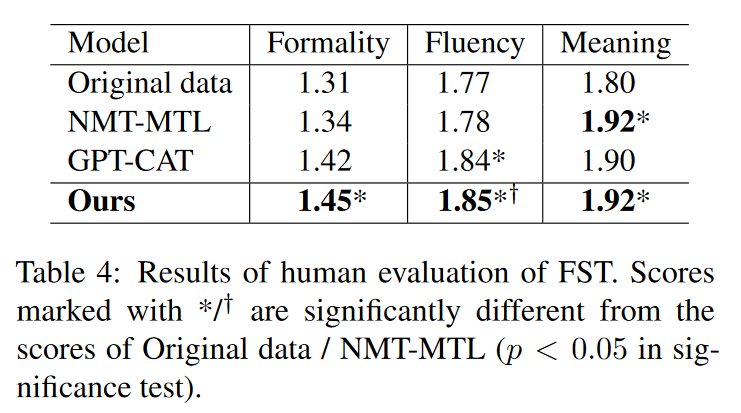 Model Formality Fluency Meaning
Original data 1.31 1.77 1.80
NMT-MTL 1.34 1.78 1.92*
GPT-CAT 1.42 1.84* 1.90
Ours 1.45* 1.85*† 1.92*
Table 4: Results of human evaluation of FST. Scores
marked with */† are significantly different from the
scores of Original data / NMT-MTL (p < 0.05 in sig-
nificance test).